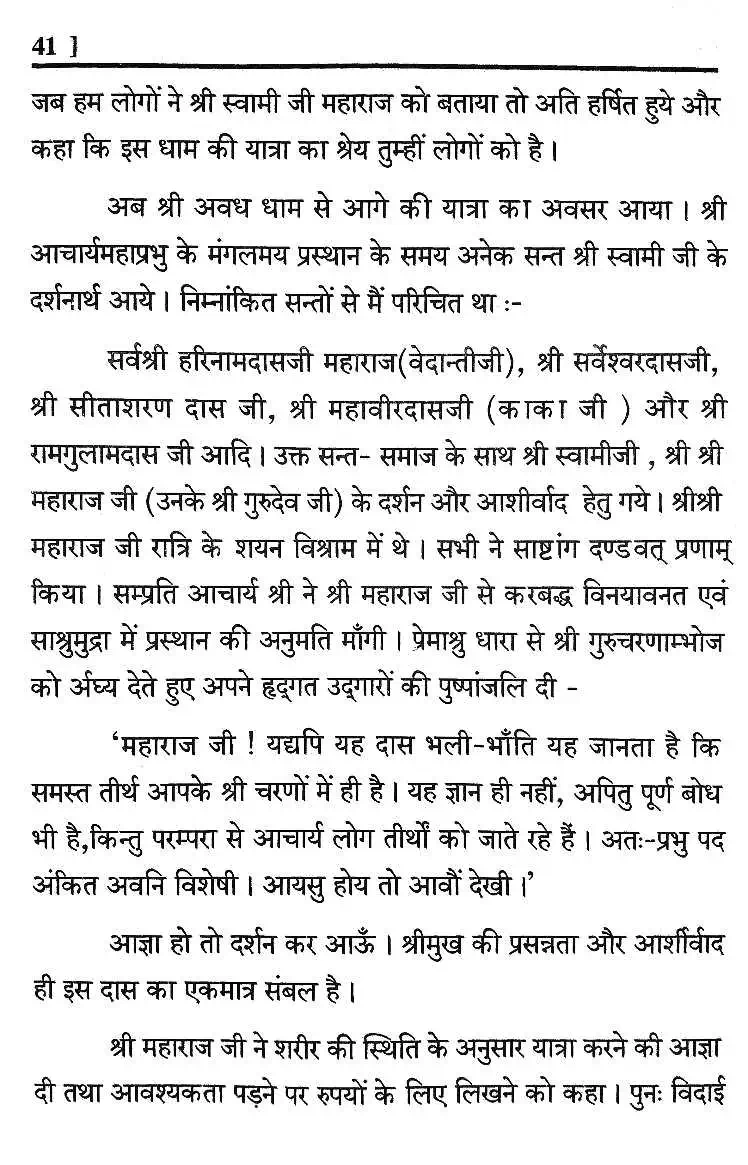 41 ]
जब हम लोगों ने श्री स्वामी जी महाराज को बताया तो अति हर्षित हुये और
कहा कि इस धाम की यात्रा का श्रेय तुम्हीं लोगों को है।
अब श्री अवध धाम से आगे की यात्रा का अवसर आया। श्री
आचार्यमहाप्रभु के मंगलमय प्रस्थान के समय अनेक सन्त श्री स्वामी जी के
दर्शनार्थ आये। निम्नांकित सन्तों से मैं परिचित था :-
सर्वश्री हरिनामदासजी महाराज(वेदान्तीजी), श्री सर्वेश्वरदासजी,
श्री सीताशरण दास जी, श्री महावीरदासजी (काका जी ) और श्री
रामगुलामदास जी आदि। उक्त सन्त- समाज के साथ श्री स्वामीजी , श्री श्री
महाराज जी (उनके श्री गुरुदेव जी) के दर्शन और आशीर्वाद हेतु गये। श्रीश्री
महाराज जी रात्रि के शयन विश्राम में थे। सभी ने साष्टांग दण्डवत् प्रणाम्
किया। सम्प्रति आचार्य श्री ने श्री महाराज जी से करबद्ध विनयावनत एवं
साश्रुमुद्रा में प्रस्थान की अनुमति माँगी। प्रेमाश्रु धारा से श्री गुरुचरणाम्भोज
को र्अघ्य देते हुए अपने हृद्‌गत उद्‌गारों की पुष्पांजलि दी -
‘महाराज जी ! यद्यपि यह दास भली-भाँति यह जानता है कि
समस्त तीर्थ आपके श्री चरणों में ही है। यह ज्ञान ही नहीं, अपितु पूर्ण बोध
भी है,किन्तु परम्परा से आचार्य लोग तीर्थों को जाते रहे हैं। अतः-प्रभु पद
अंकित अवनि विशेषी। आयसु होय तो आवौं देखी।’
आज्ञा हो तो दर्शन कर आऊँ। श्रीमुख की प्रसन्नता और आर्शीर्वाद
ही इस दास का एकमात्र संबल है।
श्री महाराज जी ने शरीर की स्थिति के अनुसार यात्रा करने की आज्ञा
दी तथा आवश्यकता पड़ने पर रुपयों के लिए लिखने को कहा। पुनः विदाई